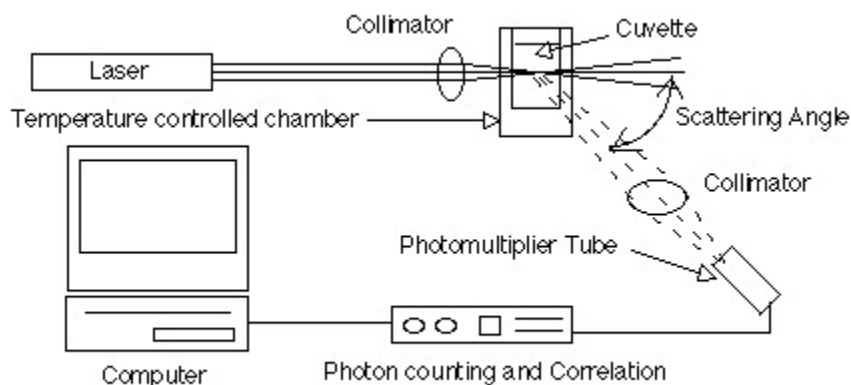 Collimator
Cuvette
Laser
Temperature controlled chamber
Scattering Angle
Collimator
Photomultiplier Tube
Computer
Photon counting and Correlation